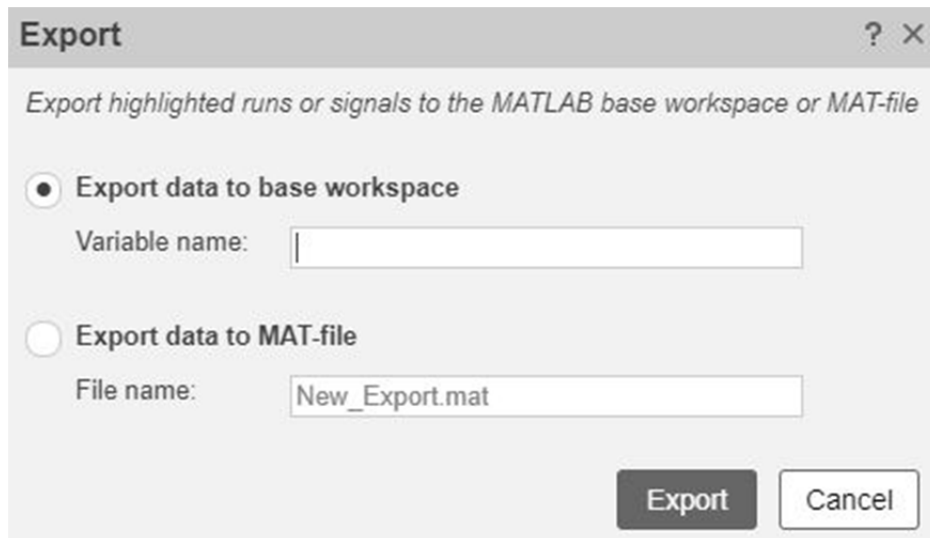 Export ? ×
Export highlighted runs or signals to the MATLAB base workspace or MAT-file
Export data to base workspace
Variable name:
Export data to MAT-file
File name: New_Export.mat
Export Cancel